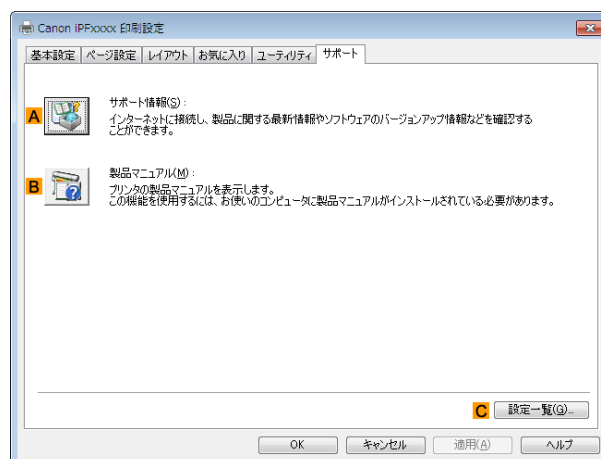 Canon iPFxxxx 印刷設定
基本設定 ページ設定 レイアウト お気に入り ユーティリティ サポート
A
サポート情報(S) :
インターネットに接続し、製品に関する最新情報やソフトウェアのバージョンアップ情報などを確認する
ことができます。
B
製品マニュアル(M) :
プリンタの製品マニュアルを表示します。
この機能を使用するには、お使いのコンピュータに製品マニュアルがインストールされている必要があります。
C 設定一覧(G)...
OK キャンセル 適用(A) ヘルプ